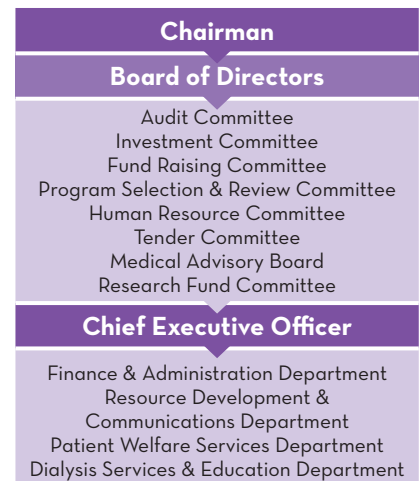 Chairman
Board of Directors
Audit Committee
Investment Committee
Fund Raising Committee
Program Selection & Review Committee
Human Resource Committee
Tender Committee
Medical Advisory Board
Research Fund Committee
Chief Executive Officer
Finance & Administration Department
Resource Development &
Communications Department
Patient Welfare Services Department
Dialysis Services & Education Department